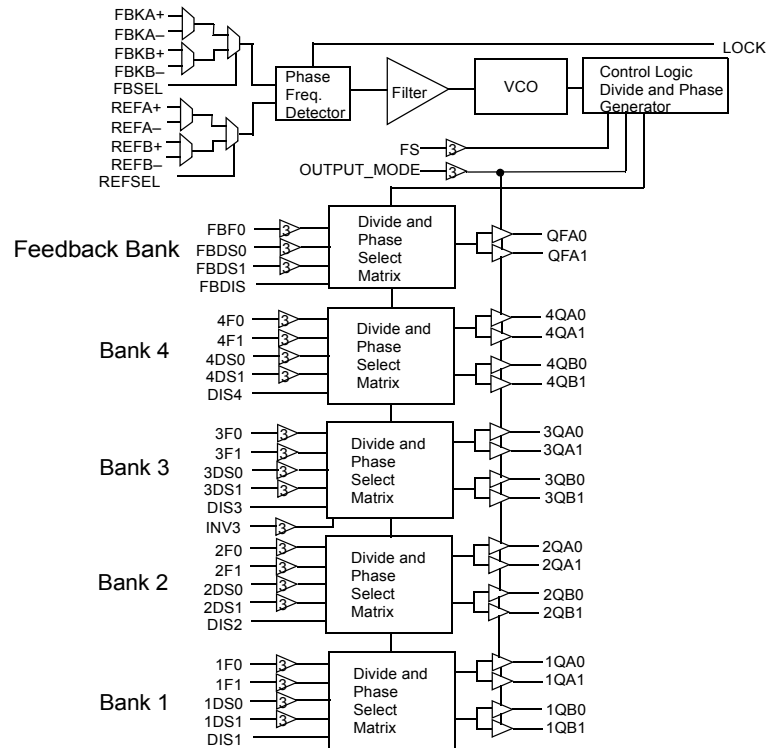 FBKA+
FBKA–
FBKB+
FBKB–
FBSEL
REFA+
REFA–
REFB+
REFB–
REFSEL
Phase
Freq.
Detector
Filter
VCO
Control Logic
Divide and Phase
Generator
LOCK
FS
3
OUTPUT_MODE
3
Feedback Bank
FBF0
3
FBDS0
3
FBDS1
3
FBDIS
Divide and
Phase
Select
Matrix
QFA0
QFA1
Bank 4
4F0
3
4F1
3
4DS0
3
4DS1
3
DIS4
Divide and
Phase
Select
Matrix
4QA0
4QA1
4QB0
4QB1
Bank 3
3F0
3
3F1
3
3DS0
3
3DS1
3
DIS3
INV3
3
Divide and
Phase
Select
Matrix
3QA0
3QA1
3QB0
3QB1
Bank 2
2F0
3
2F1
3
2DS0
3
2DS1
3
DIS2
Divide and
Phase
Select
Matrix
2QA0
2QA1
2QB0
2QB1
Bank 1
1F0
3
1F1
3
1DS0
3
1DS1
3
DIS1
Divide and
Phase
Select
Matrix
1QA0
1QA1
1QB0
1QB1